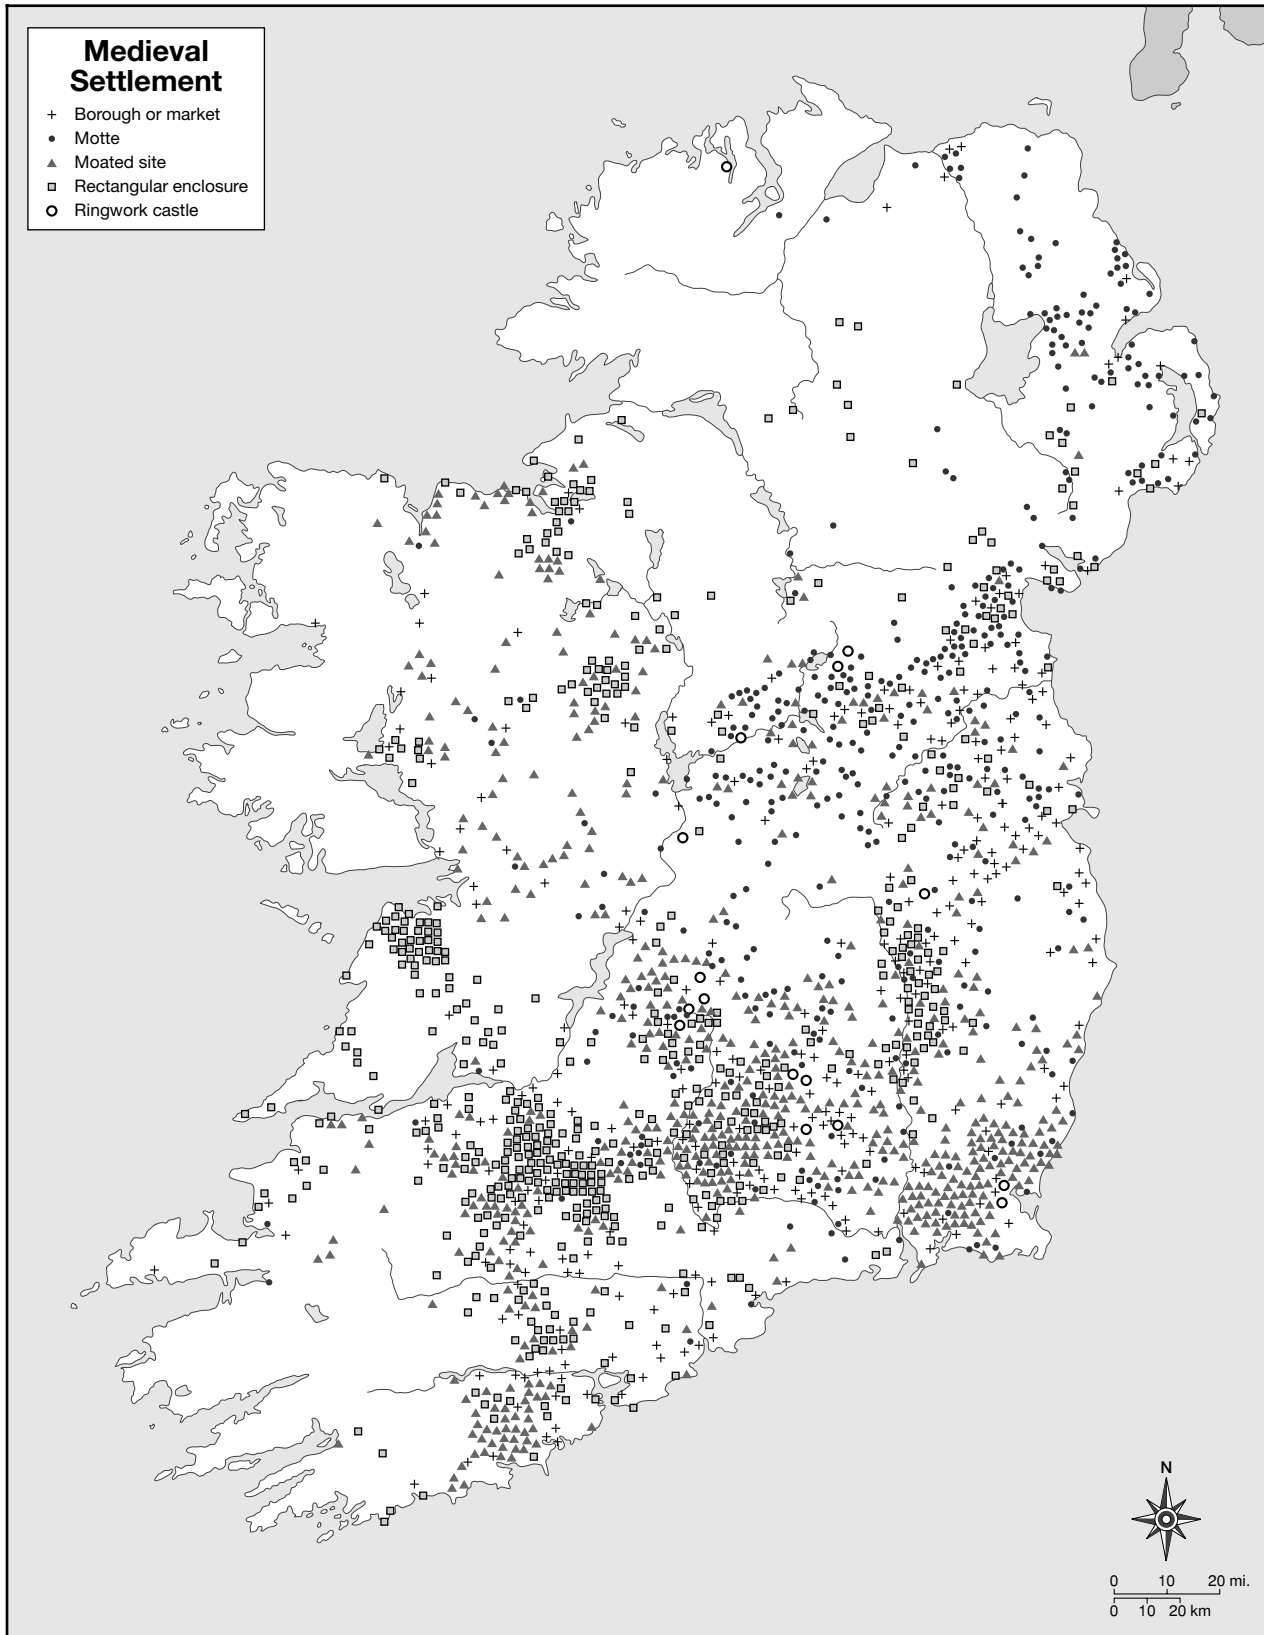 Medieval
Settlement
Borough or market
Motte
Moated site
Rectangular enclosure
Ringwork castle
N
0 10 20 mi.
0 10 20 km